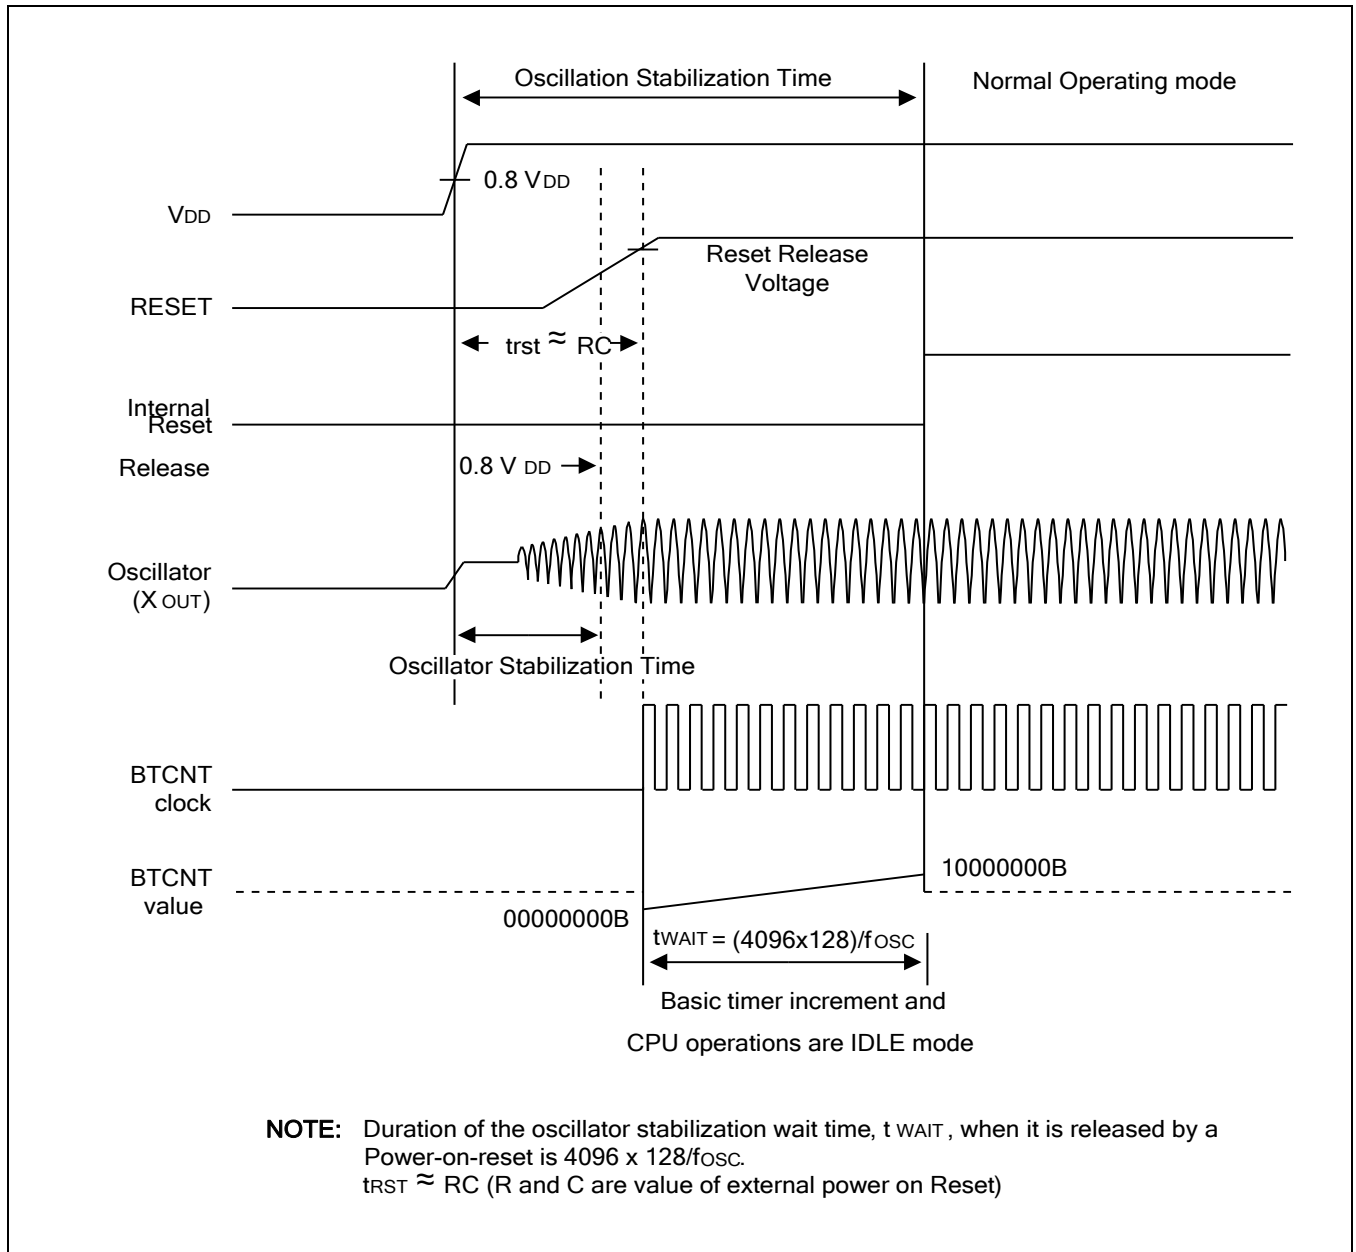 Oscillation Stabilization Time
Normal Operating mode
0.8 VDD
VDD
Reset Release
Voltage
RESET
trst ≈ RC
Internal
Reset
Release
0.8 V DD
Oscillator
(X OUT)
Oscillator Stabilization Time
BTCNT
clock
BTCNT
value
10000000B
00000000B
tWAIT = (4096x128)/fOSC
Basic timer increment and
CPU operations are IDLE mode
NOTE: Duration of the oscillator stabilization wait time, t WAIT , when it is released by a
Power-on-reset is 4096 x 128/fOSC.
tRST ≈ RC (R and C are value of external power on Reset)